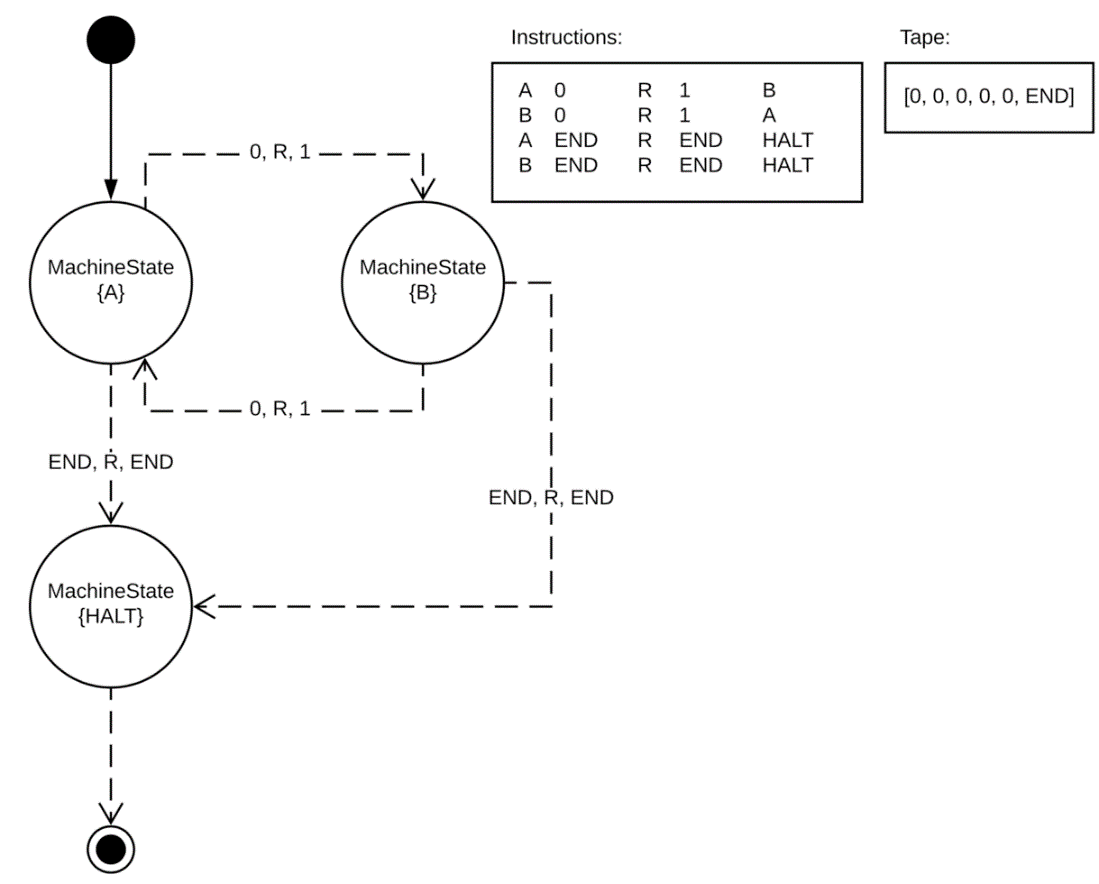 Instructions:
A 0 R 1 B
B 0 R 1 A
A END R END HALT
B END R END HALT
Tape:
[0, 0, 0, 0, 0, END]
0, R, 1
MachineState
{A}
MachineState
{B}
0, R, 1
END, R, END
END, R, END
MachineState
{HALT}